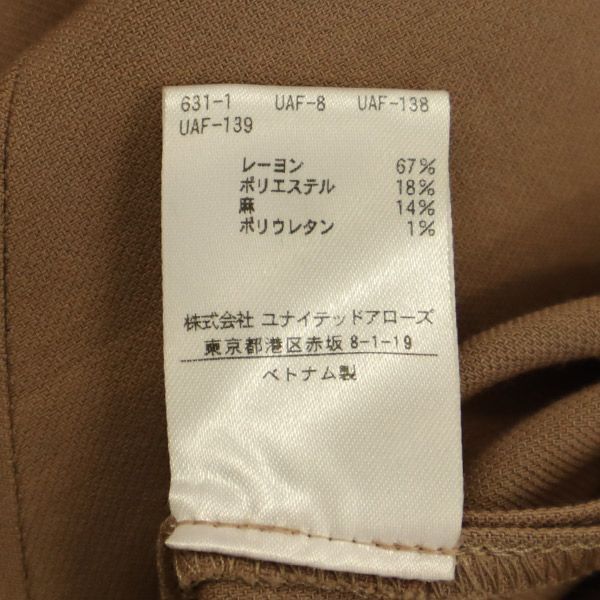 631-1 UAF-8 UAF-138
UAF-139
レーヨン 67%
ポリエステル 18%
麻 14%
ポリウレタン 1%
株式会社 ユナイテッドアローズ
東京都港区赤坂 8-1-19
ベトナム製